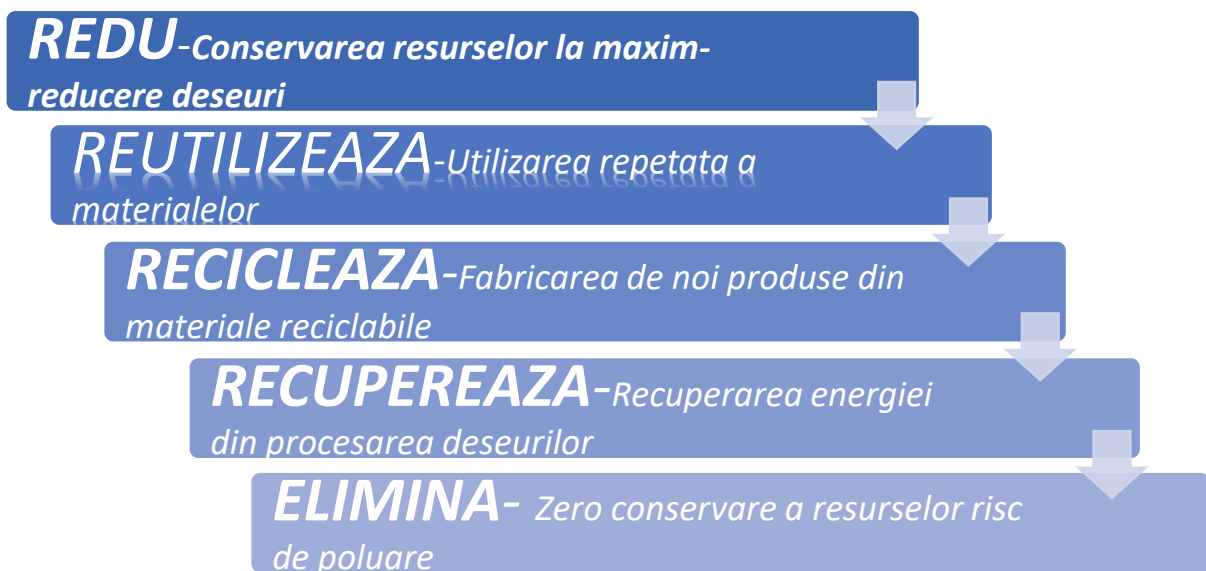 REDU-Conservarea resurselor la maxim-
reducere deseuri
REUTILIZEAZA-Utilizarea repetata a
materialelor
RECICLEAZA-Fabricarea de noi produse din
materiale reciclabile
RECUPEREAZA-Recuperarea energiei
din procesarea deseurilor
ELIMINA- Zero conservare a resurselor risc
de poluare